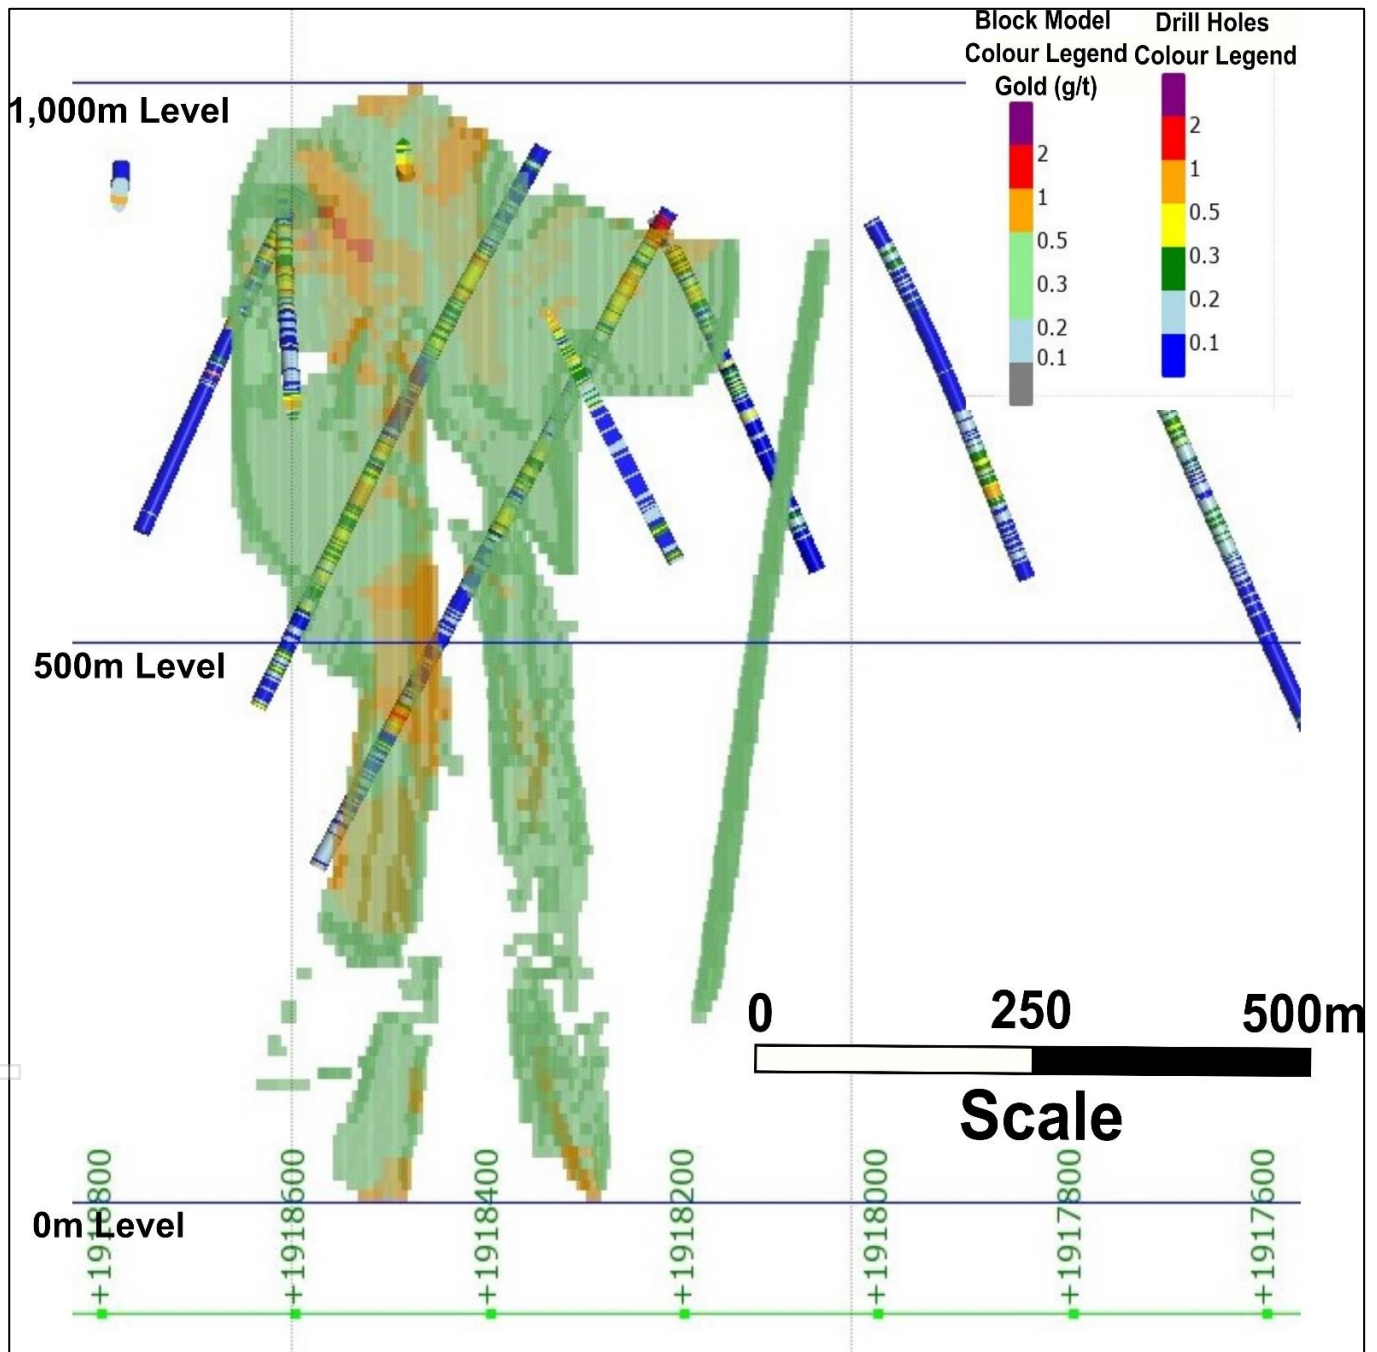 Block Model
Colour Legend
Gold (g/t)
2
1
0.5
0.3
0.2
0.1
Drill Holes
Colour Legend
2
1
0.5
0.3
0.2
0.1
1,000m Level
500m Level
0 250 500m
Scale
0m Level
+1918800
+1918600
+1918400
+1918200
+1918000
+1917800
+1917600